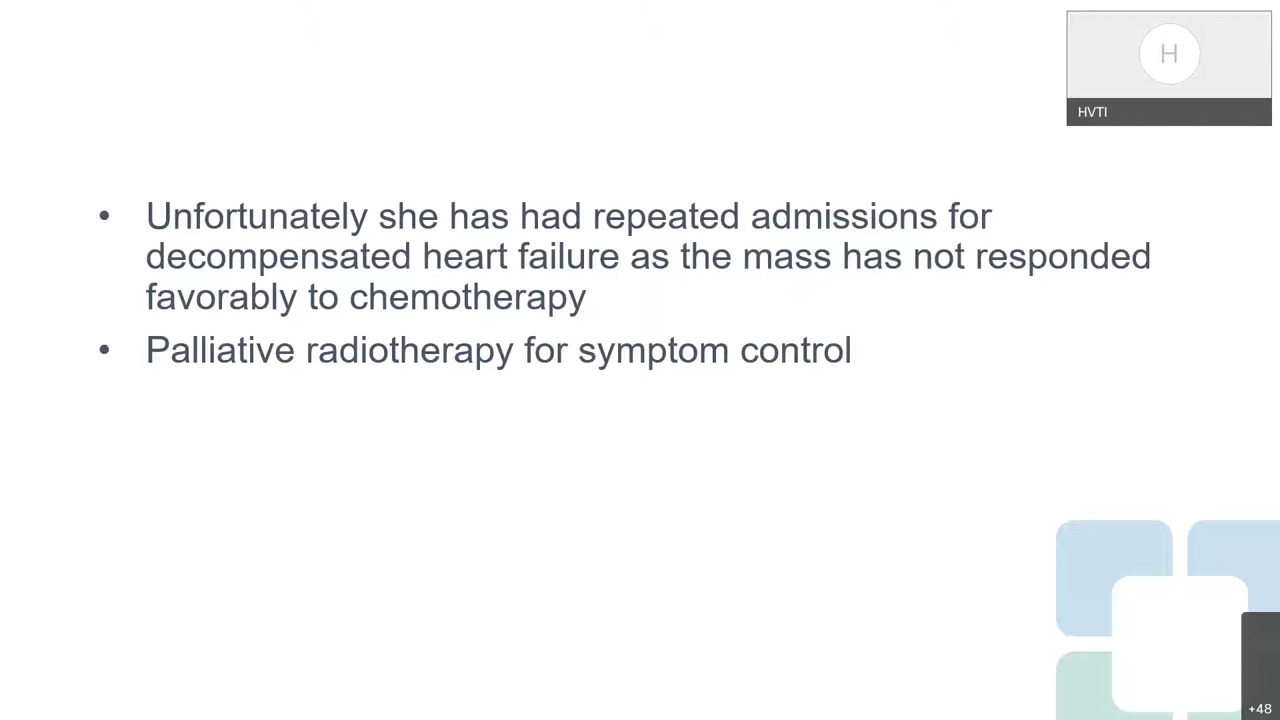 H
HVTI
• Unfortunately she has had repeated admissions for
decompensated heart failure as the mass has not responded
favorably to chemotherapy
• Palliative radiotherapy for symptom control
+48